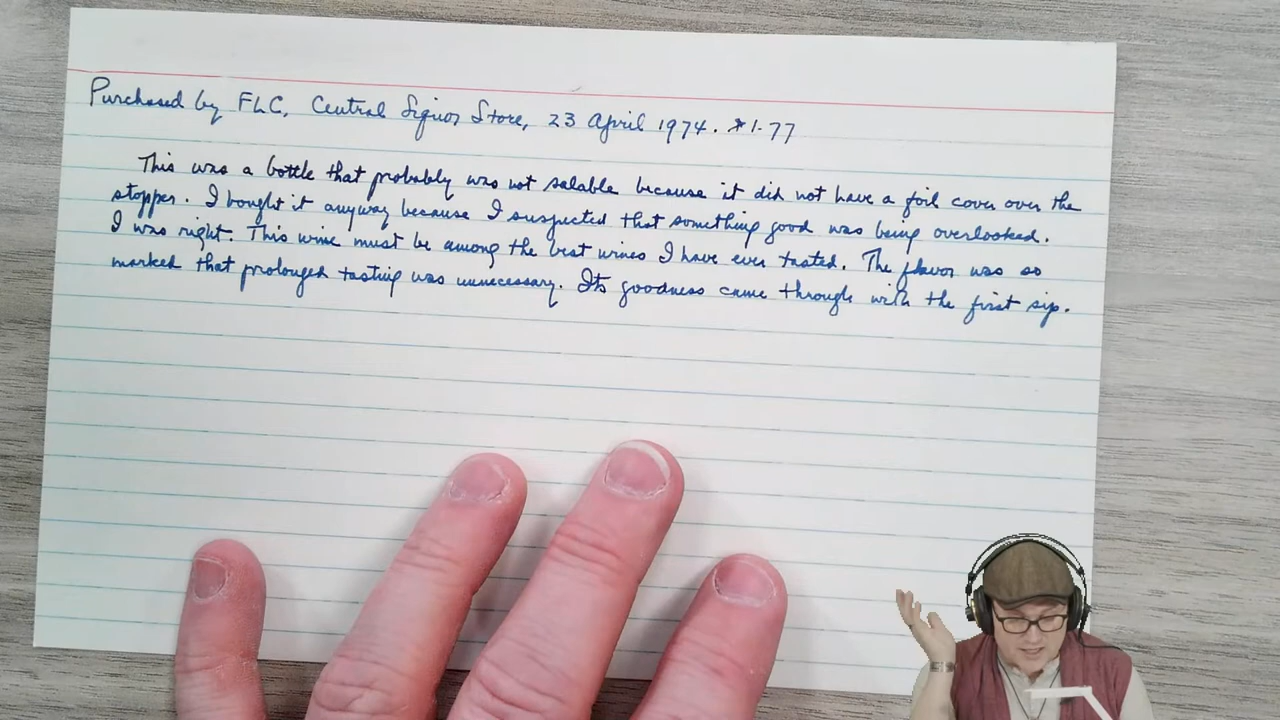 Purchased by FLC, Central Liquor Store, 23 April 1974. $1.77
This was a bottle that probably was not salable because it did not have a foil cover over the
stopper. I bought it anyway because I suspected that something good was being overlooked.
I was right. This wine must be among the best wines I have ever tasted. The flavor was so
marked that prolonged tasting was unnecessary. Its goodness came through with the first sip.